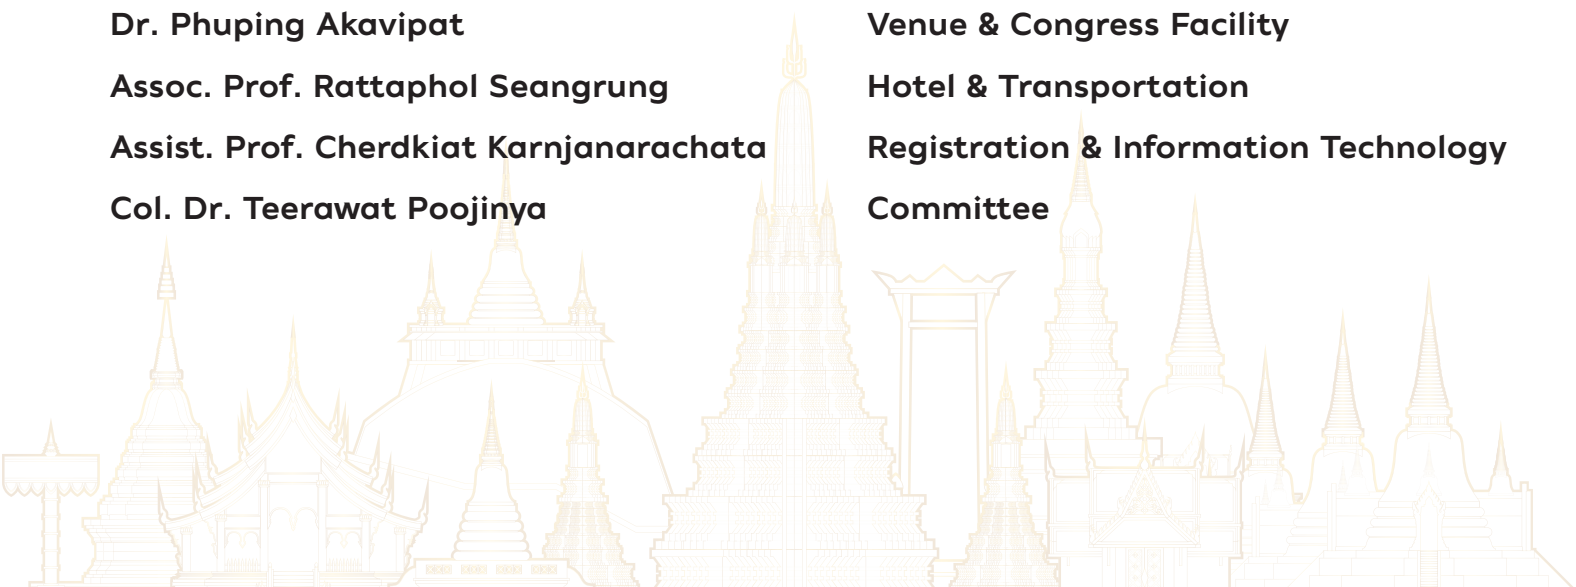 Dr. Phuping Akavipat Venue & Congress Facility
Assoc. Prof. Rattaphol Seangrung Hotel & Transportation
Assist. Prof. Cherdkiat Karnjanarachata Registration & Information Technology
Col. Dr. Teerawat Poojinya Committee